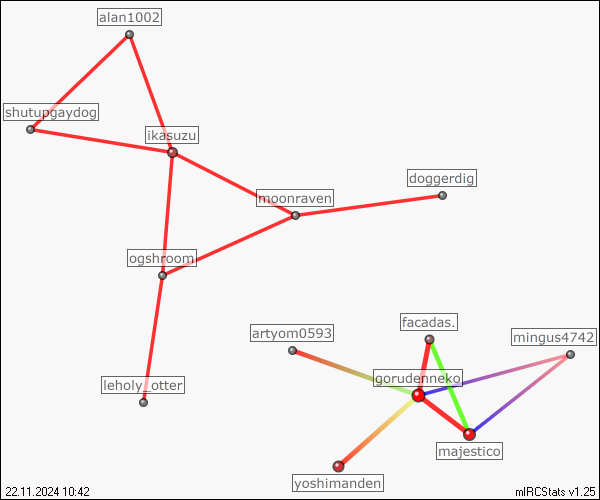 alan1002
shutupgaydog
ikasuzu
doggerdig
moonraven
ogshroom
facadas.
artyom0593
mingus4742
gorudenneko
leholy_otter
majestico
yoshimanden
22.11.2024 10:42
mIRCStats v1.25